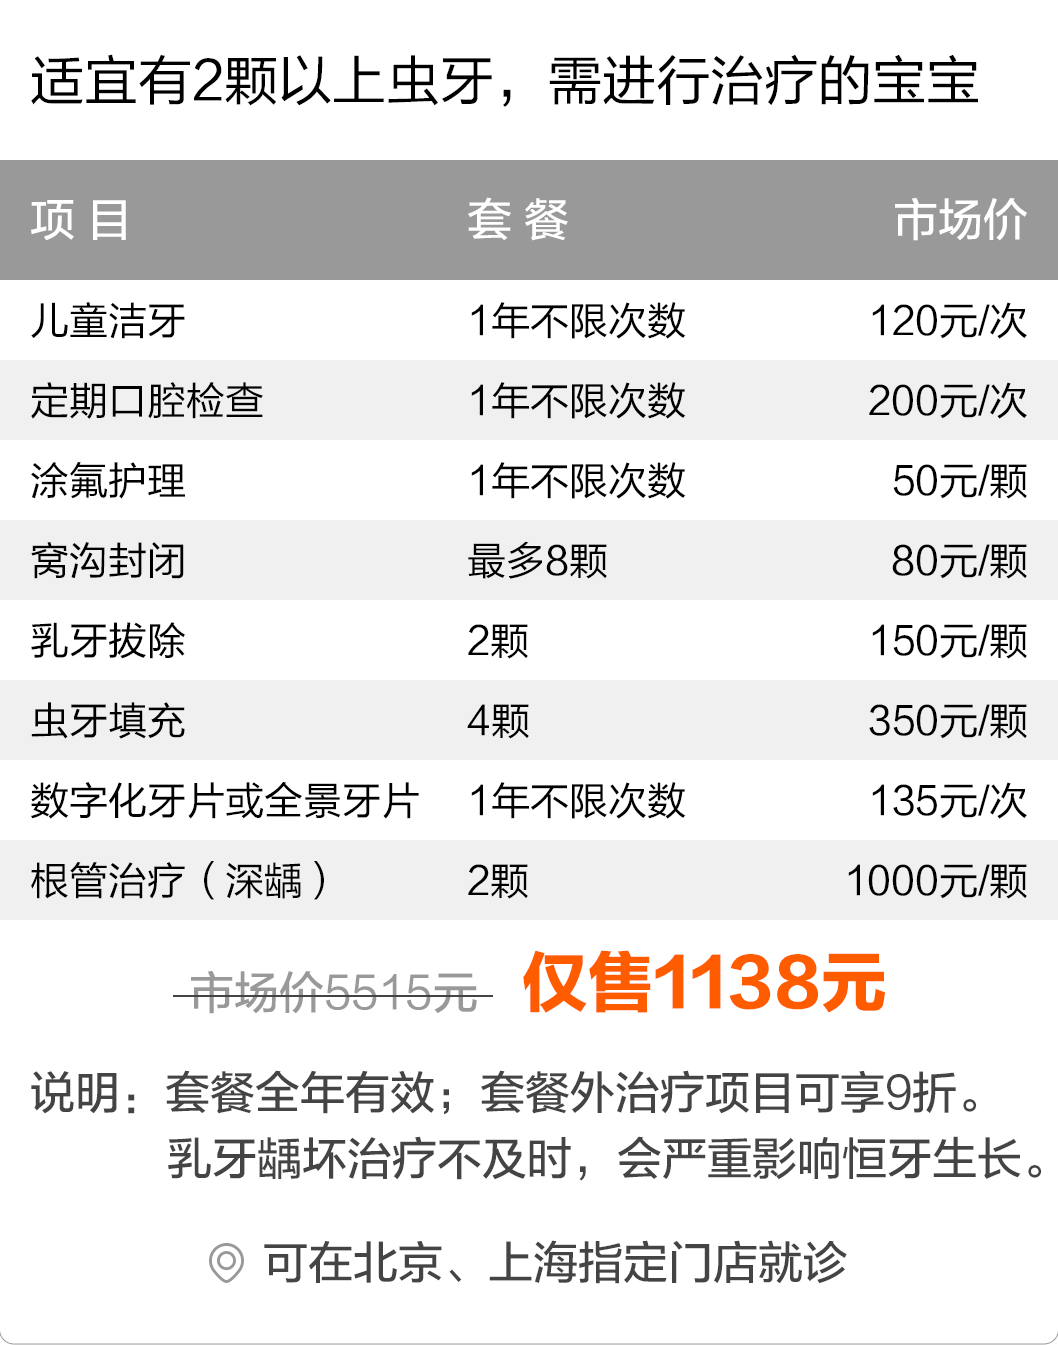 适宜有2颗以上虫牙，需进行治疗的宝宝
项目 套餐 市场价
儿童洁牙 1年不限次数 120元/次
定期口腔检查 1年不限次数 200元/次
涂氟护理 1年不限次数 50元/颗
窝沟封闭 最多8颗 80元/颗
乳牙拔除 2颗 150元/颗
虫牙填充 4颗 350元/颗
数字化牙片或全景牙片 1年不限次数 135元/次
根管治疗（深龋） 2颗 1000元/颗
市场价5515元 仅售1138元
说明：套餐全年有效；套餐外治疗项目可享9折。
乳牙龋坏治疗不及时，会严重影响恒牙生长。
可在北京、上海指定门店就诊